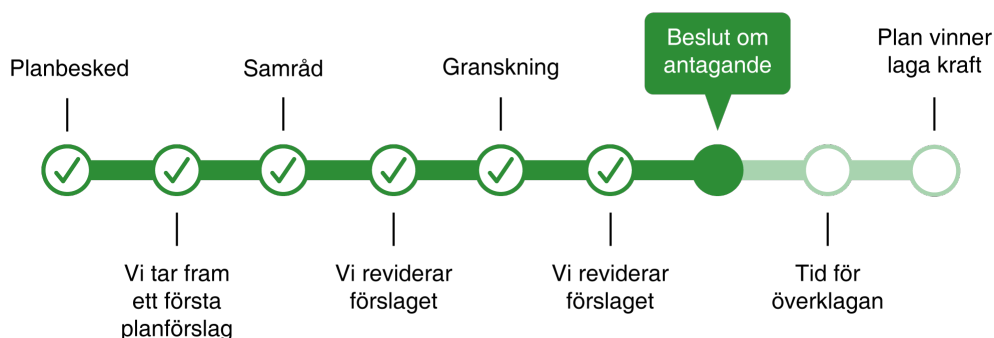 Planbesked
Vi tar fram
ett första
planförslag
Samråd
Vi reviderar
förslaget
Granskning
Vi reviderar
förslaget
Beslut om
antagande
Tid för
överklagan
Plan vinner
laga kraft